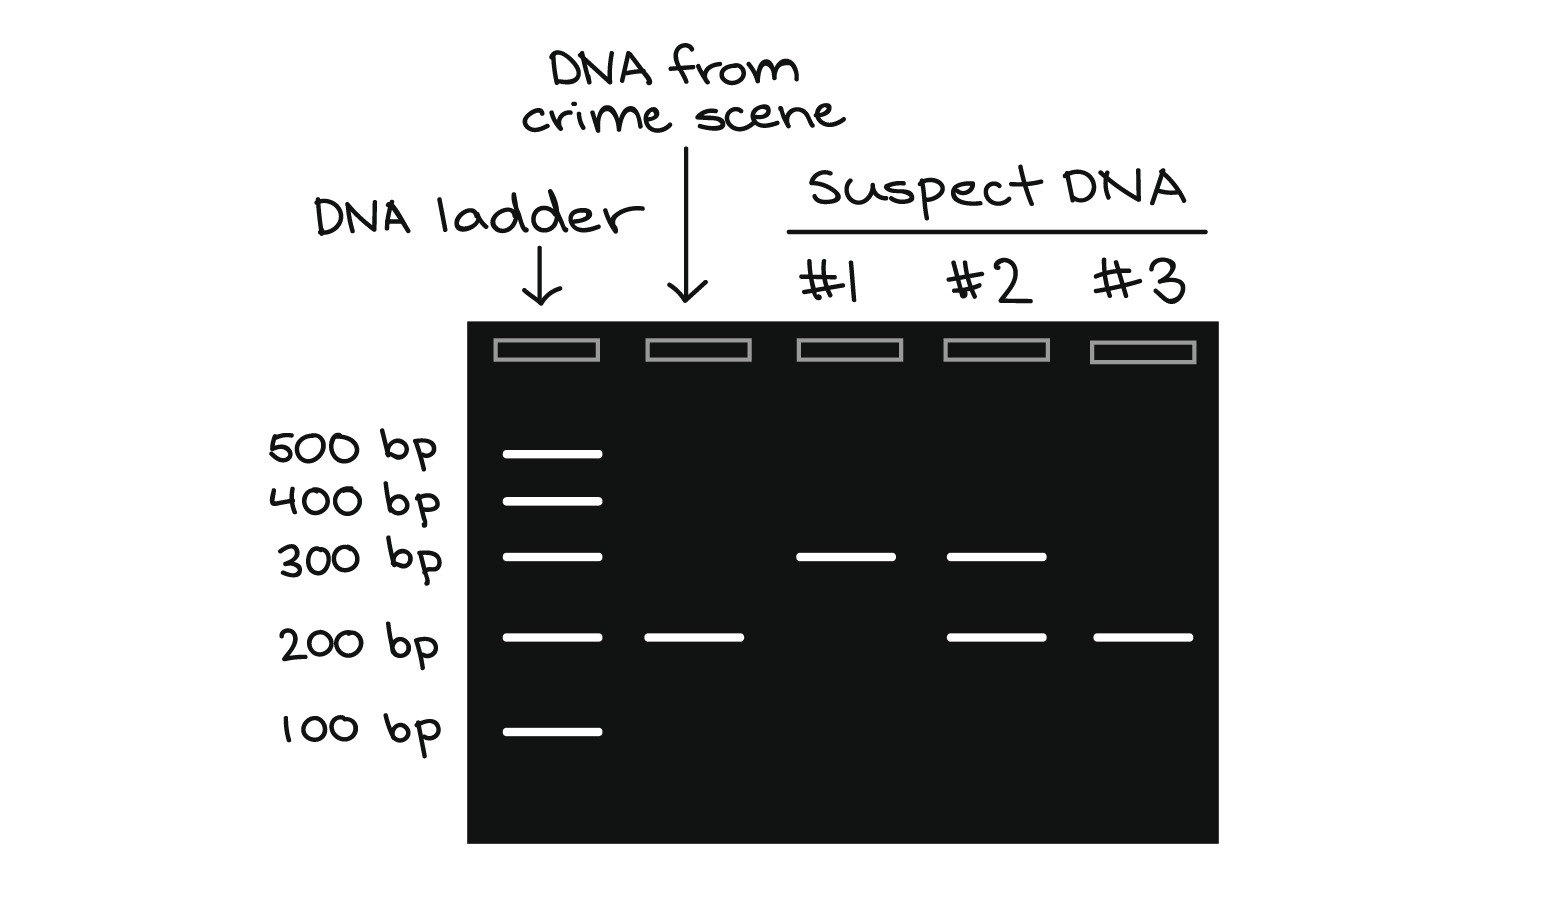 DNA from
crime scene
DNA ladder
Suspect DNA
#1 #2 #3
500 bp
400 bp
300 bp
200 bp
100 bp